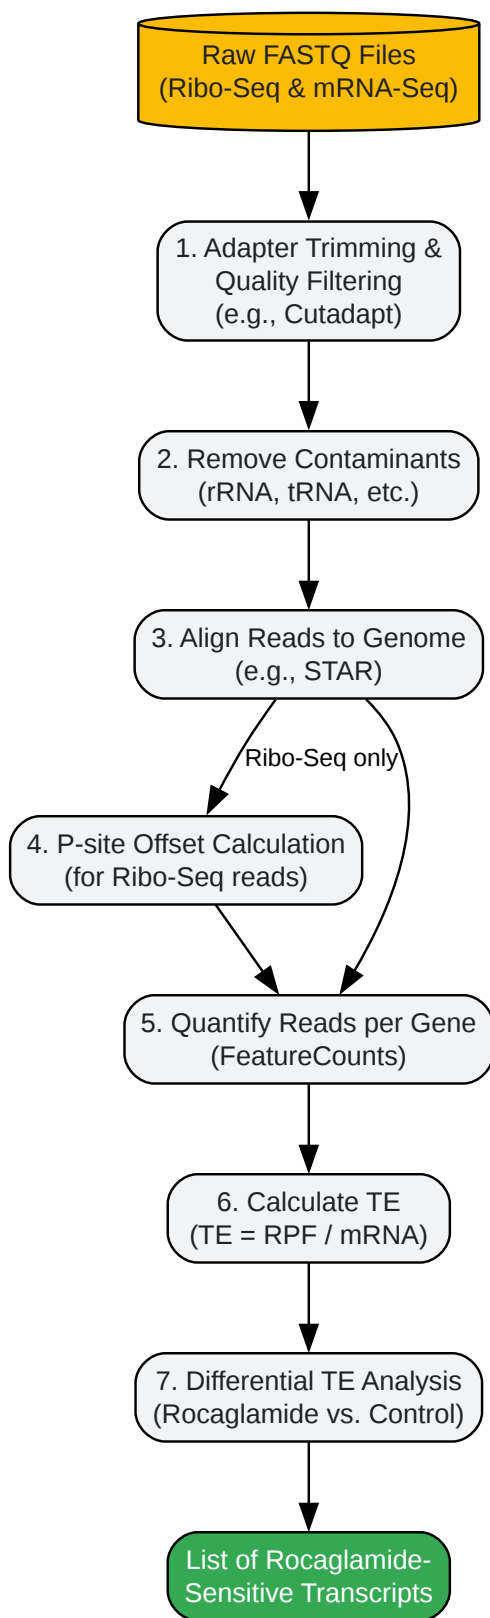 Raw FASTQ Files
(Ribo-Seq & mRNA-Seq)
1. Adapter Trimming &
Quality Filtering
(e.g., Cutadapt)
2. Remove Contaminants
(rRNA, tRNA, etc.)
3. Align Reads to Genome
(e.g., STAR)
Ribo-Seq only
4. P-site Offset Calculation
(for Ribo-Seq reads)
5. Quantify Reads per Gene
(FeatureCounts)
6. Calculate TE
(TE = RPF / mRNA)
7. Differential TE Analysis
(Rocaglamide vs. Control)
List of Rocaglamide-
Sensitive Transcripts